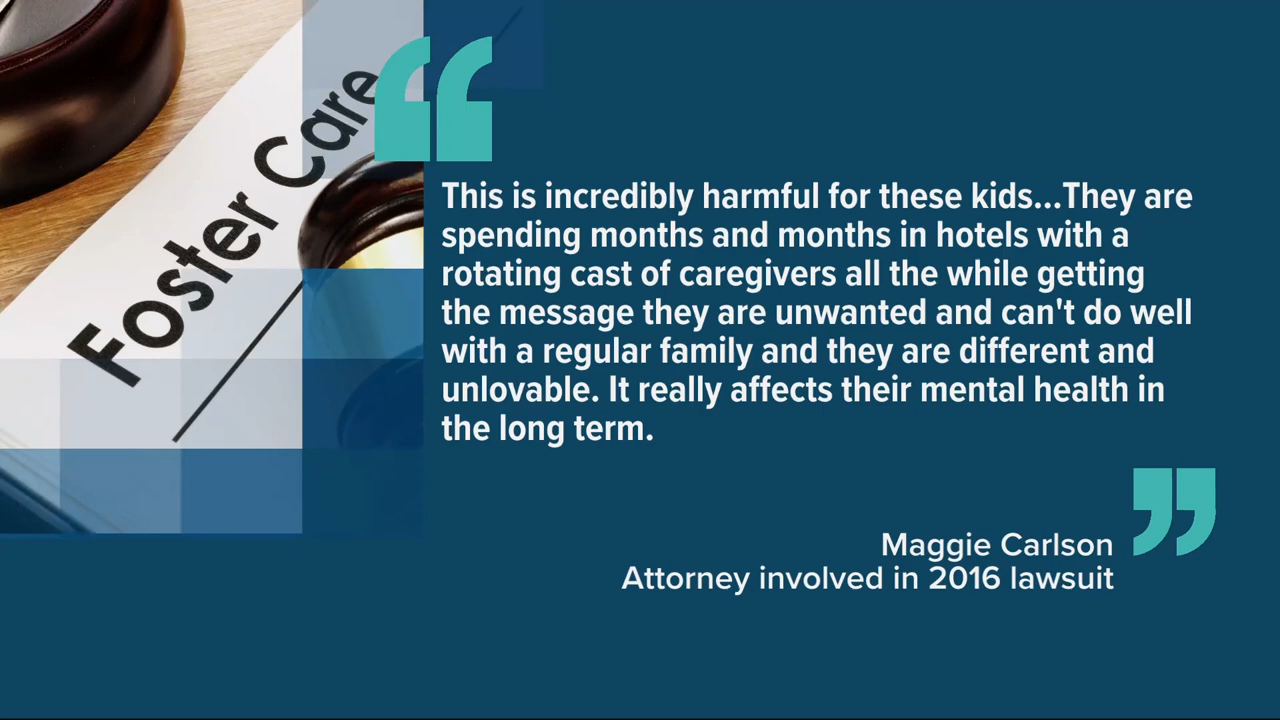 Foster Care
“
This is incredibly harmful for these kids...They are
spending months and months in hotels with a
rotating cast of caregivers all the while getting
the message they are unwanted and can't do well
with a regular family and they are different and
unlovable. It really affects their mental health in
the long term.
”
Maggie Carlson
Attorney involved in 2016 lawsuit